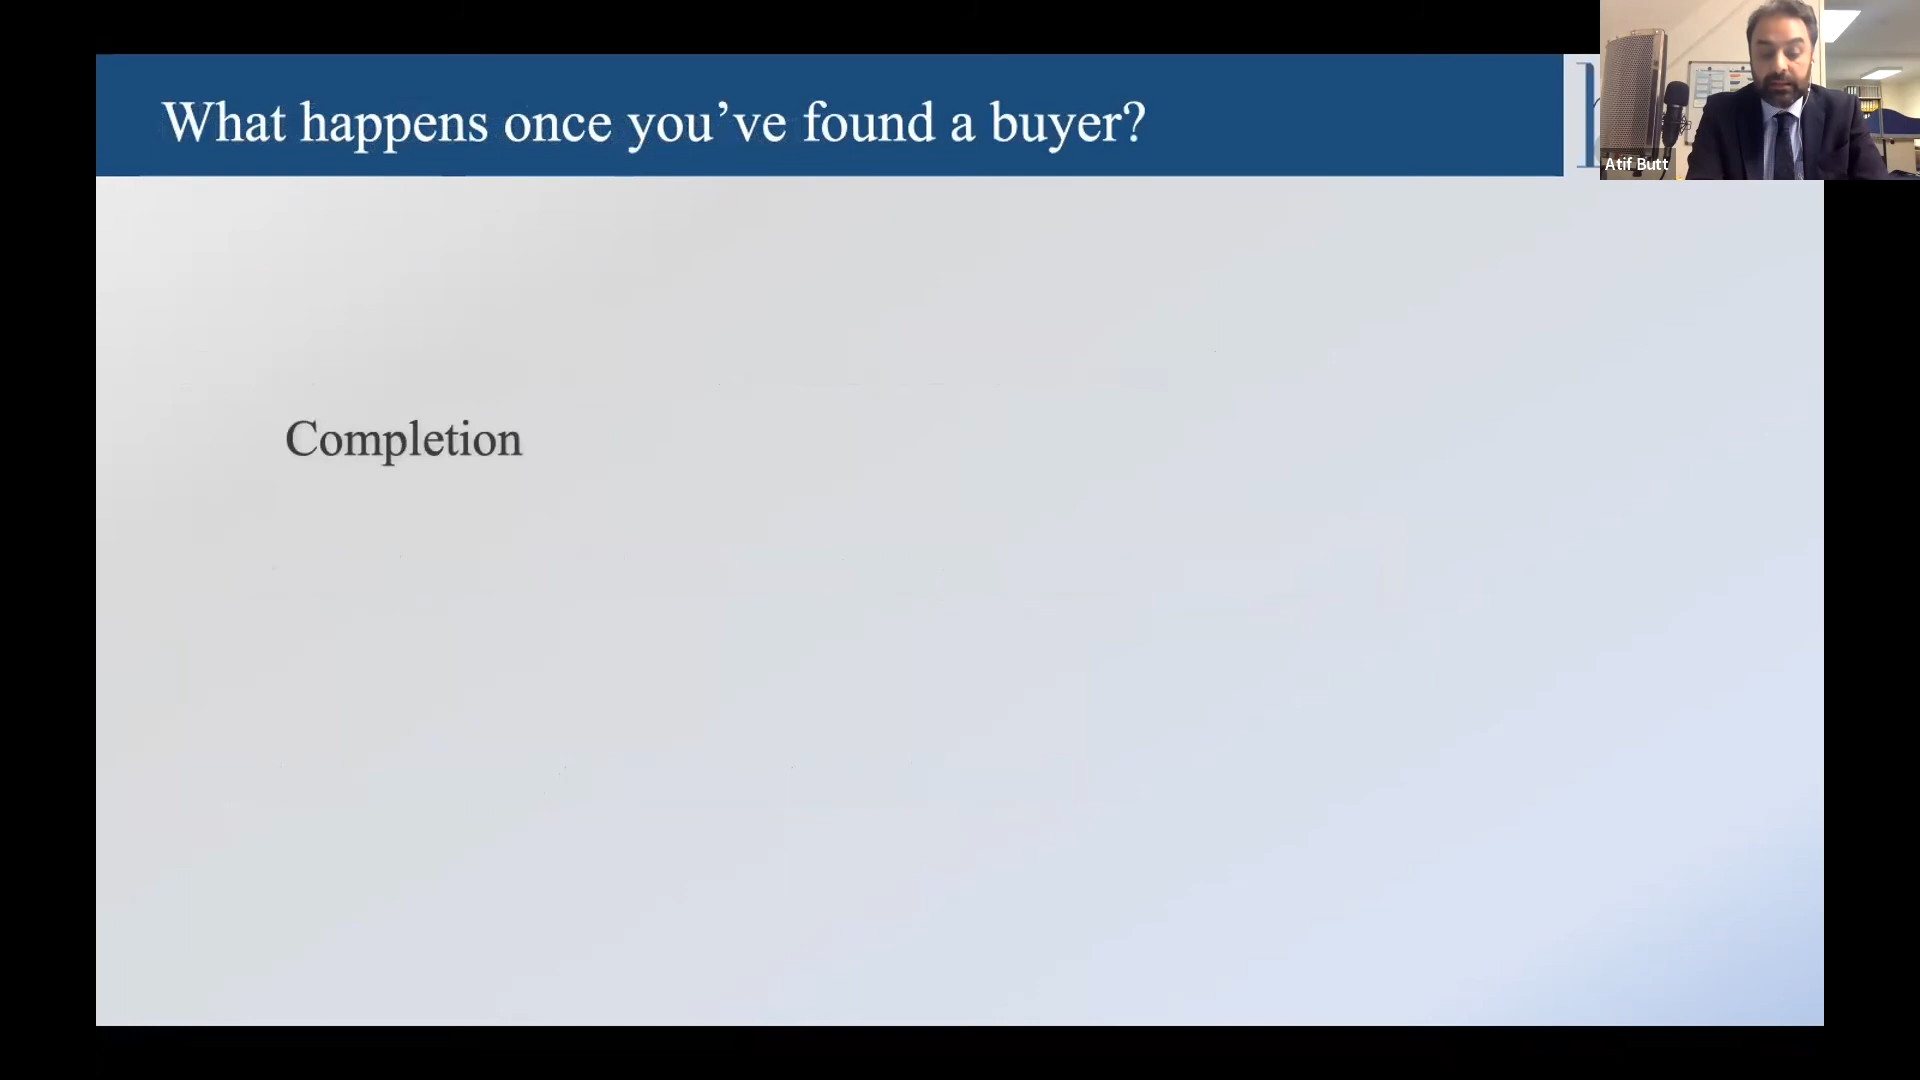 What happens once you’ve found a buyer?
Atif Butt
Completion